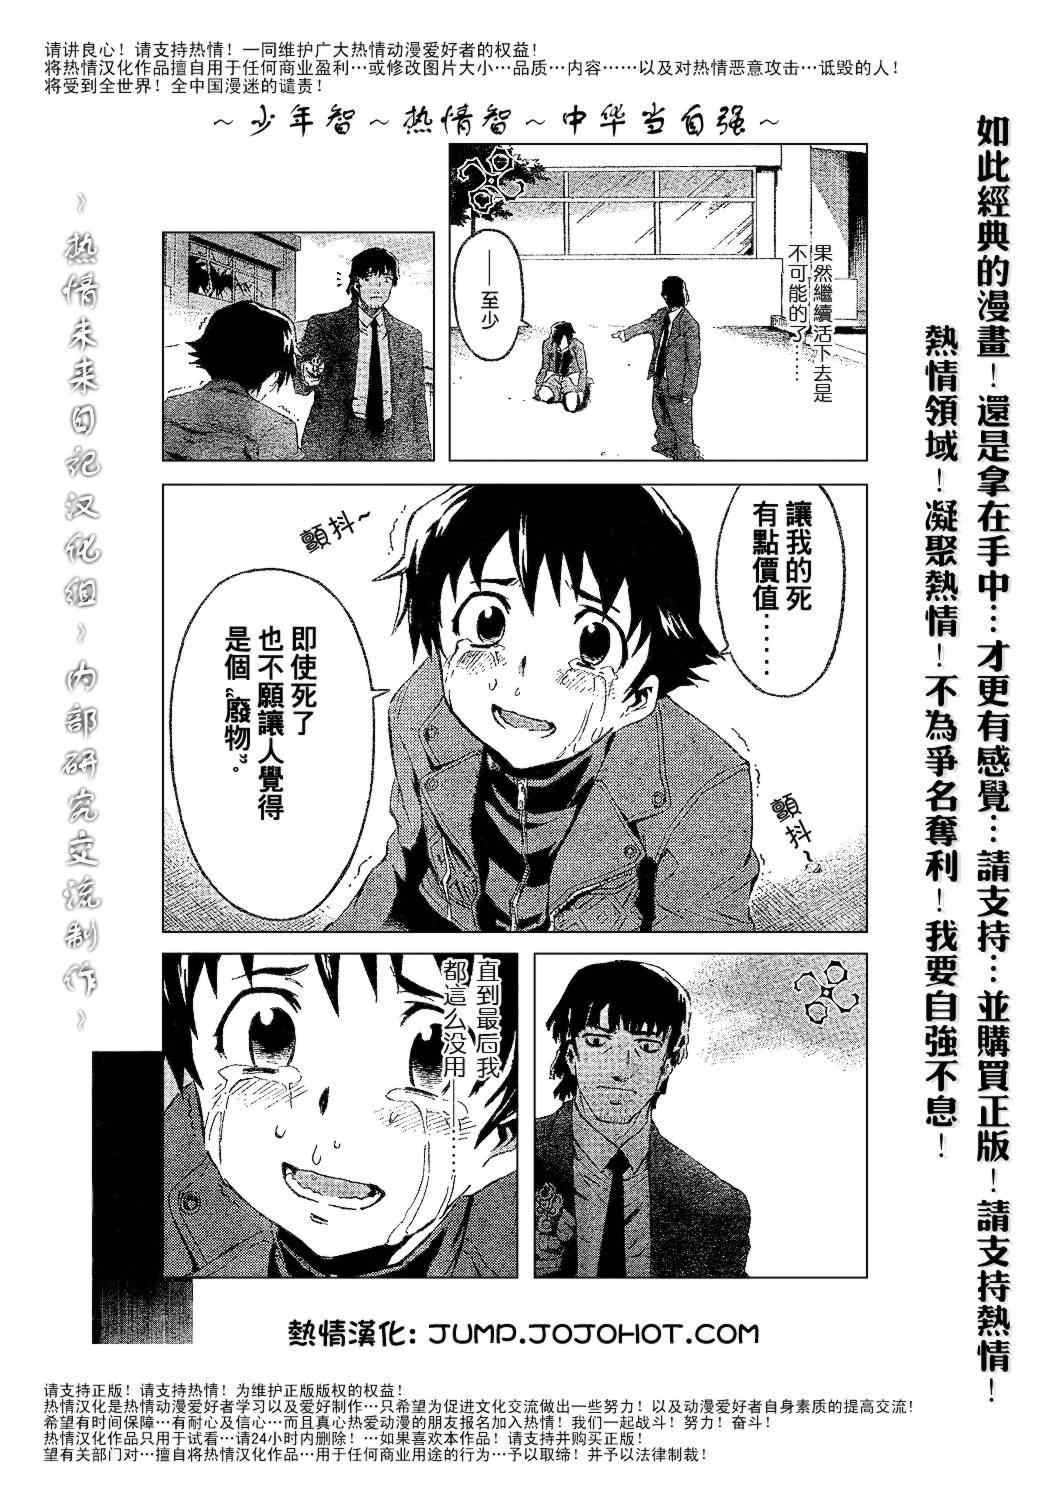 请讲良心！请支持热情！一同维护广大热情动漫爱好者的权益！
将热情汉化作品擅自用于任何商业盈利…或修改图片大小…品质…内容……以及对热情恶意攻击…诋毁的人！
将受到全世界！全中国漫迷的谴责！
～少年智～热情智～中华当自强～
如此經典的漫畫！還是拿在手中…才更有感覺…請支持…並購買正版！請支持熱情！
熱情領域！凝聚熱情！不為爭名奪利！我要自強不息！
～热情未来日记汉化组～内部研究交流制作～
果然繼續活下去是
不可能的了……
——至少
讓我的死
有點價值……
顫抖~
即使死了
也不願讓人覺得
是個“廢物”。
顫抖~
直到最后我
都這么没用————……
熱情漢化: JUMP.JOJOHOT.COM
请支持正版！请支持热情！为维护正版版权的权益！
热情汉化是热情动漫爱好者学习以及爱好制作…只希望为促进文化交流做出一些努力！以及动漫爱好者自身素质的提高交流！
希望有时间保障…有耐心及信心…而且真心热爱动漫的朋友报名加入热情！我们一起战斗！努力！奋斗！
热情汉化作品只用于试看…请24小时内删除！…如果喜欢本作品！请支持并购买正版！
望有关部门对…擅自将热情汉化作品…用于任何商业用途的行为…予以取缔！并予以法律制裁！